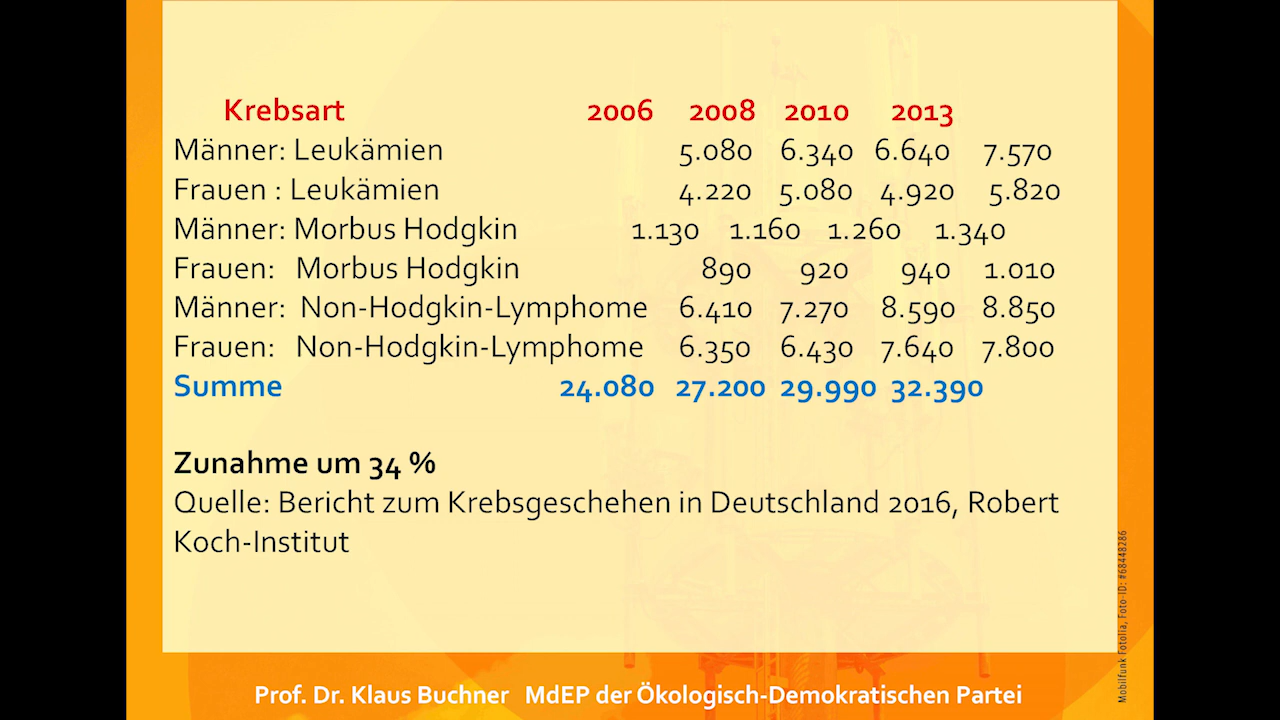 Krebsart 2006 2008 2010 2013
Männer: Leukämien 5.080 6.340 6.640 7.570
Frauen : Leukämien 4.220 5.080 4.920 5.820
Männer: Morbus Hodgkin 1.130 1.160 1.260 1.340
Frauen: Morbus Hodgkin 890 920 940 1.010
Männer: Non-Hodgkin-Lymphome 6.410 7.270 8.590 8.850
Frauen: Non-Hodgkin-Lymphome 6.350 6.430 7.640 7.800
Summe 24.080 27.200 29.990 32.390
Zunahme um 34 %
Quelle: Bericht zum Krebsgeschehen in Deutschland 2016, Robert
Koch-Institut
Mobilfunk Fotolia, Foto-ID: #68448286
Prof. Dr. Klaus Buchner MdEP der Ökologisch-Demokratischen Partei